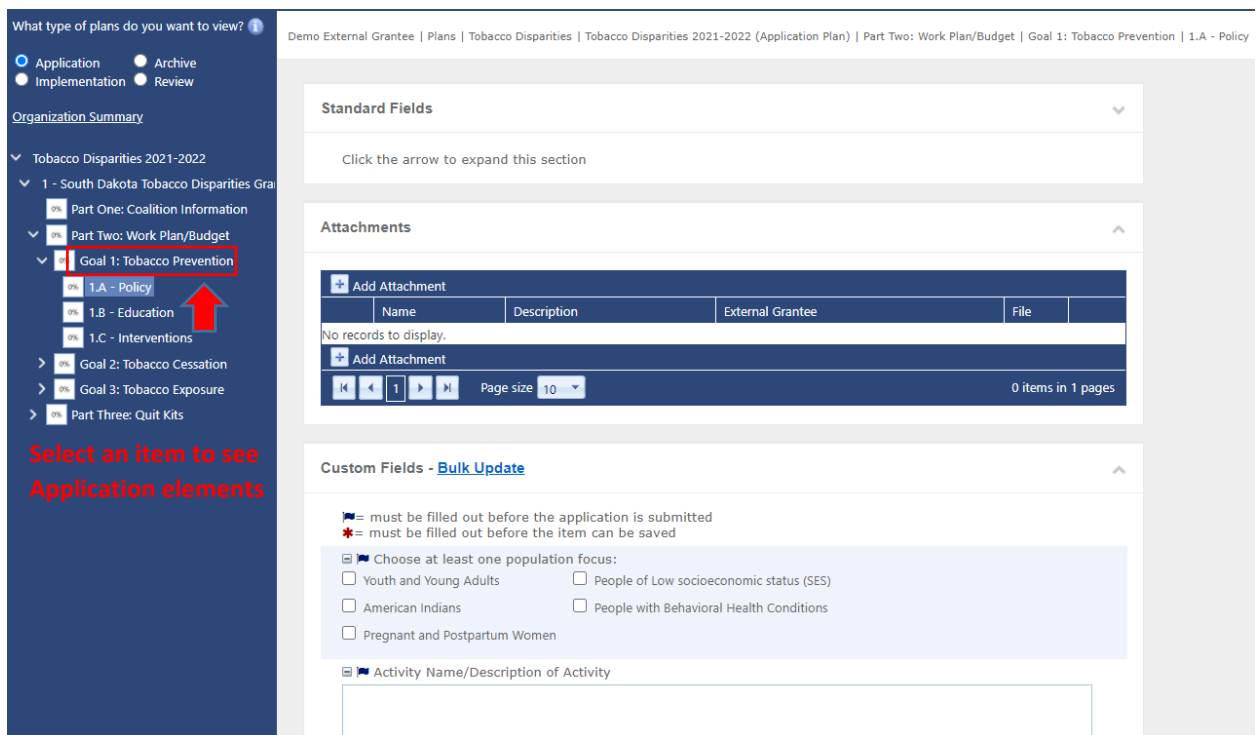 What type of plans do you want to view?
Application Archive
Implementation Review
Organization Summary
Tobacco Disparities 2021-2022
1 - South Dakota Tobacco Disparities Gra
0% Part One: Coalition Information
0% Part Two: Work Plan/Budget
Goal 1: Tobacco Prevention
0% 1.A - Policy
0% 1.B - Education
0% 1.C - Interventions
0% Goal 2: Tobacco Cessation
0% Goal 3: Tobacco Exposure
0% Part Three: Quit Kits
Select an item to see
Application elements
Demo External Grantee | Plans | Tobacco Disparities | Tobacco Disparities 2021-2022 (Application Plan) | Part Two: Work Plan/Budget | Goal 1: Tobacco Prevention | 1.A - Policy
Standard Fields
Click the arrow to expand this section
Attachments
Add Attachment
Name Description External Grantee File
No records to display.
Add Attachment
1 Page size 10 0 items in 1 pages
Custom Fields - Bulk Update
= must be filled out before the application is submitted
= must be filled out before the item can be saved
Choose at least one population focus:
Youth and Young Adults People of Low socioeconomic status (SES)
American Indians People with Behavioral Health Conditions
Pregnant and Postpartum Women
Activity Name/Description of Activity